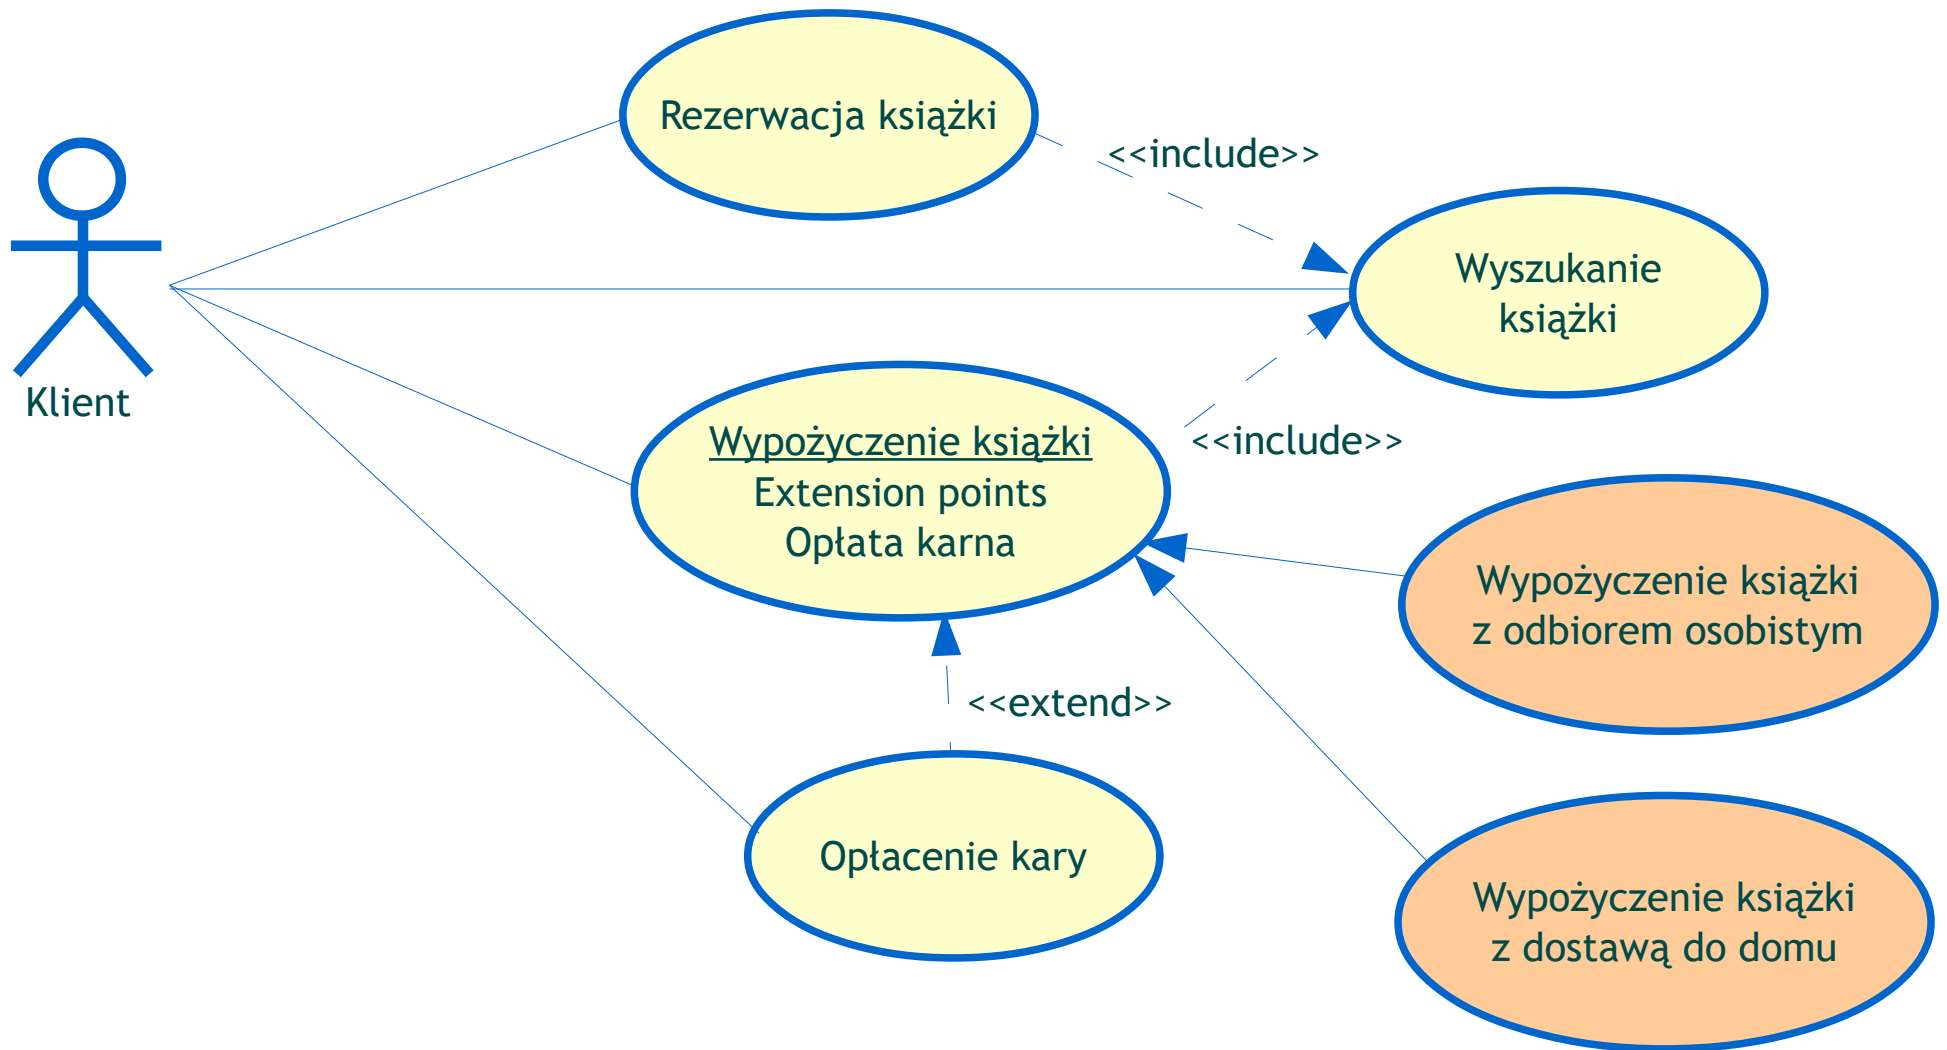 Rezerwacja książki
<<include>>
Wyszukanie
książki
Klient
Wypożyczenie książki
Extension points
Opłata karna
<<include>>
Wypożyczenie książki
z odbiorem osobistym
<<extend>>
Opłacenie kary
Wypożyczenie książki
z dostawą do domu